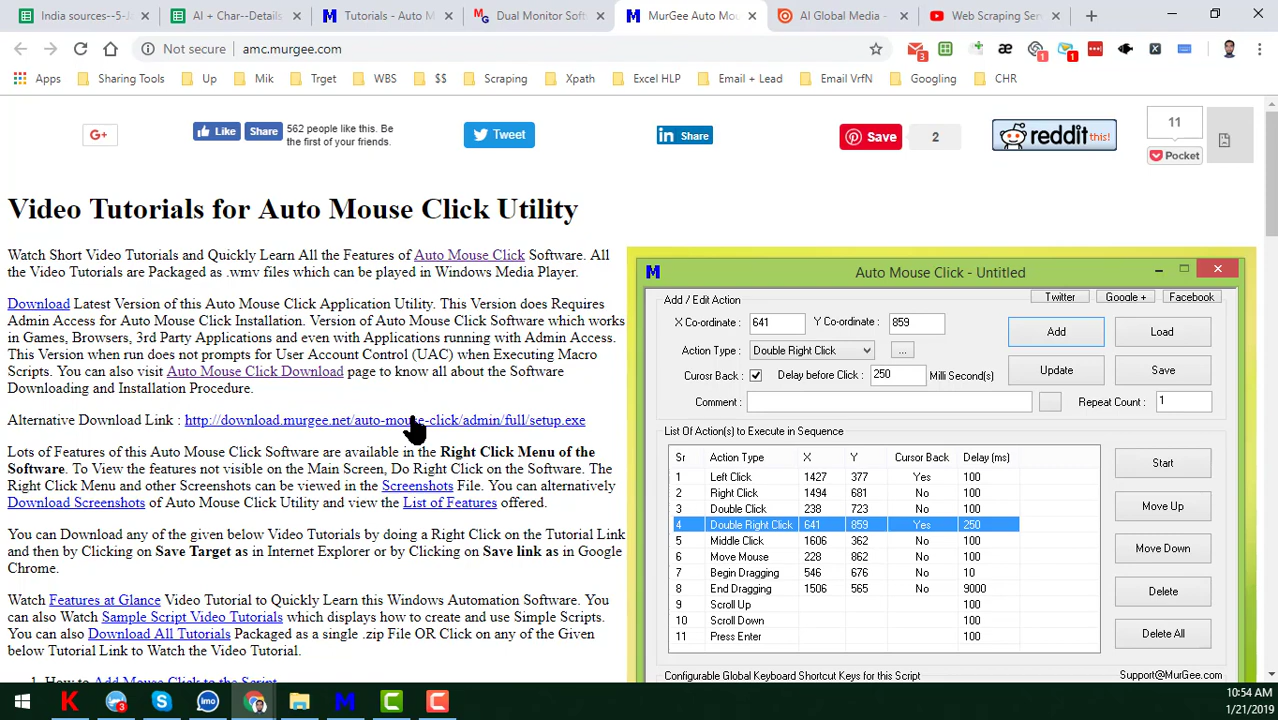 India sources--5-J
AI + Char--Details
Tutorials - Auto M
Dual Monitor Soft
MurGee Auto Mou
AI Global Media -
Web Scraping Ser
Not secure
amc.murgee.com
Apps
Sharing Tools
Up
Mik
Trget
WBS
$$
Scraping
Xpath
Excel HLP
Email + Lead
Email VrfN
Googling
CHR
G+
Like
Share
562 people like this. Be
the first of your friends.
Tweet
in Share
Save
2
reddit this!
11
Pocket
Video Tutorials for Auto Mouse Click Utility
Watch Short Video Tutorials and Quickly Learn All the Features of Auto Mouse Click Software. All
the Video Tutorials are Packaged as .wmv files which can be played in Windows Media Player.
Download Latest Version of this Auto Mouse Click Application Utility. This Version does Requires
Admin Access for Auto Mouse Click Installation. Version of Auto Mouse Click Software which works
in Games, Browsers, 3rd Party Applications and even with Applications running with Admin Access.
This Version when run does not prompts for User Account Control (UAC) when Executing Macro
Scripts. You can also visit Auto Mouse Click Download page to know all about the Software
Downloading and Installation Procedure.
Alternative Download Link : http://download.murgee.net/auto-mouse-click/admin/full/setup.exe
Lots of Features of this Auto Mouse Click Software are available in the Right Click Menu of the
Software. To View the features not visible on the Main Screen, Do Right Click on the Software. The
Right Click Menu and other Screenshots can be viewed in the Screenshots File. You can alternatively
Download Screenshots of Auto Mouse Click Utility and view the List of Features offered.
You can Download any of the given below Video Tutorials by doing a Right Click on the Tutorial Link
and then by Clicking on Save Target as in Internet Explorer or by Clicking on Save link as in Google
Chrome.
Watch Features at Glance Video Tutorial to Quickly Learn this Windows Automation Software. You
can also Watch Sample Script Video Tutorials which displays how to create and use Simple Scripts.
You can also Download All Tutorials Packaged as a single .zip File OR Click on any of the Given
below Tutorial Link to Watch the Video Tutorial.
1. How to Add Mouse Click to the Script
M
Auto Mouse Click - Untitled
Add / Edit Action
Twitter
Google +
Facebook
X Co-ordinate : 641
Y Co-ordinate : 859
Add
Load
Action Type : Double Right Click
...
Curosr Back :
Delay before Click : 250 Milli Second(s)
Update
Save
Comment :
Repeat Count : 1
List Of Action(s) to Execute in Sequence
Sr Action Type X Y Cursor Back Delay (ms)
1 Left Click 1427 377 Yes 100
2 Right Click 1494 681 No 100
3 Double Click 238 723 No 100
4 Double Right Click 641 859 Yes 250
5 Middle Click 1606 362 No 100
6 Move Mouse 228 862 No 100
7 Begin Dragging 546 676 No 10
8 End Dragging 1506 565 No 9000
9 Scroll Up 100
10 Scroll Down 100
11 Press Enter 100
Start
Move Up
Move Down
Delete
Delete All
Configurable Global Keyboard Shortcut Keys for this Script
Support@MurGee.com
10:54 AM
1/21/2019